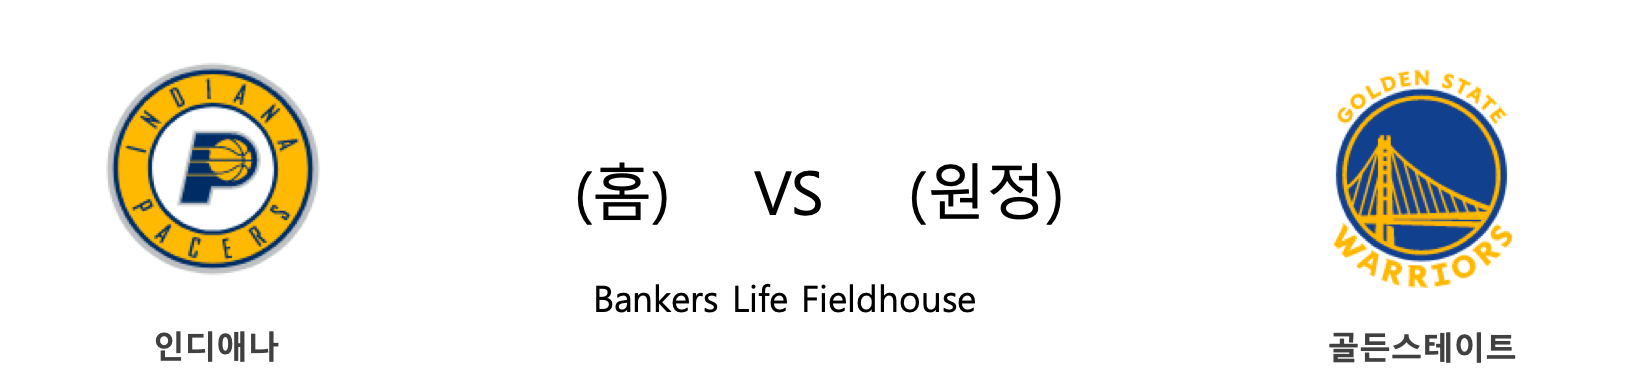 INDIANA
PACERS
인디애나
(홈) VS (원정)
Bankers Life Fieldhouse
GOLDEN STATE
WARRIORS
골든스테이트